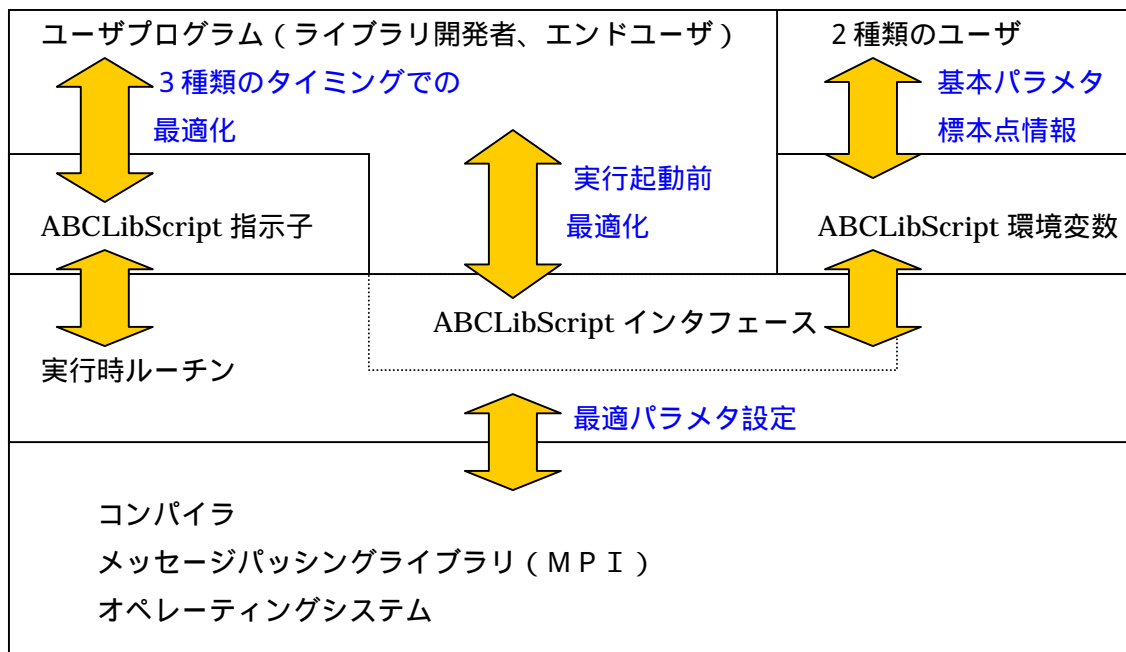 ユーザプログラム(ライブラリ開発者、エンドユーザ)
3種類のタイミングでの
最適化
2種類のユーザ
基本パラメタ
標本点情報
実行起動前
最適化
ABCLibScript 指示子
ABCLibScript 環境変数
ABCLibScript インタフェース
実行時ルーチン
最適パラメタ設定
コンパイラ
メッセージパッシングライブラリ(MPI)
オペレーティングシステム